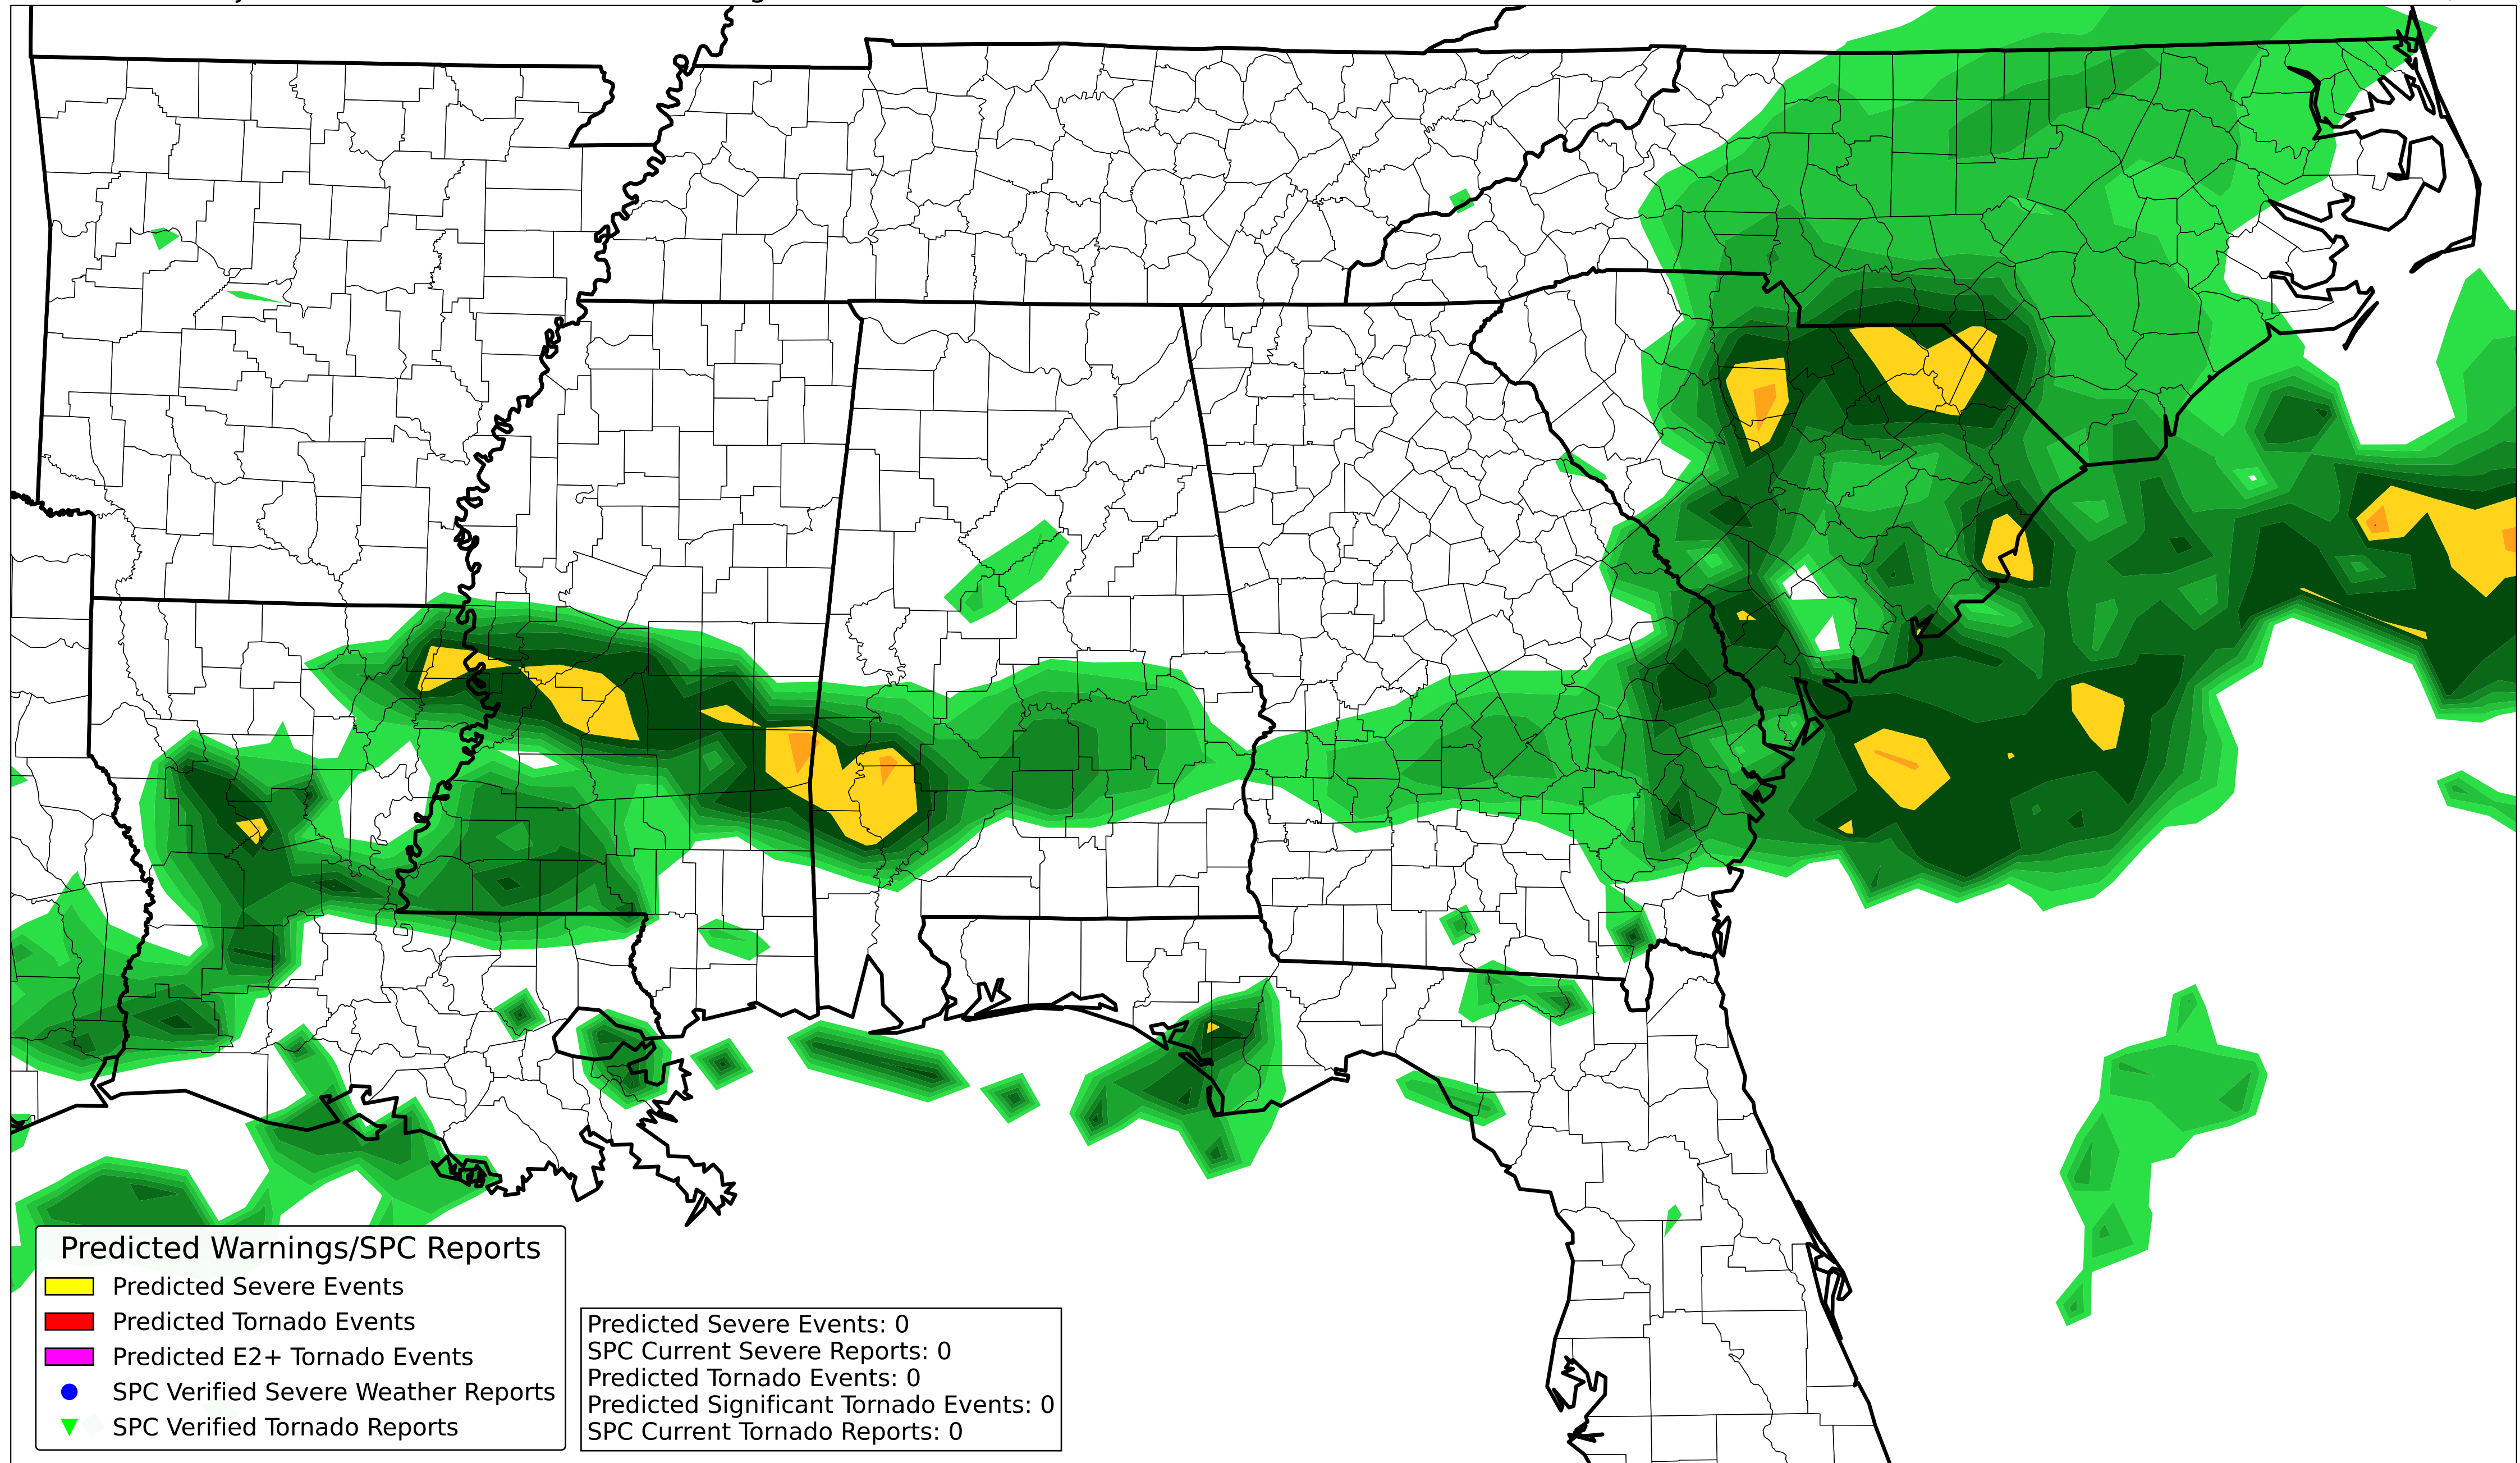 Predicted Warnings/SPC Reports
Predicted Severe Events
Predicted Tornado Events
Predicted E2+ Tornado Events
SPC Verified Severe Weather Reports
SPC Verified Tornado Reports
Predicted Severe Events: 0
SPC Current Severe Reports: 0
Predicted Tornado Events: 0
Predicted Significant Tornado Events: 0
SPC Current Tornado Reports: 0